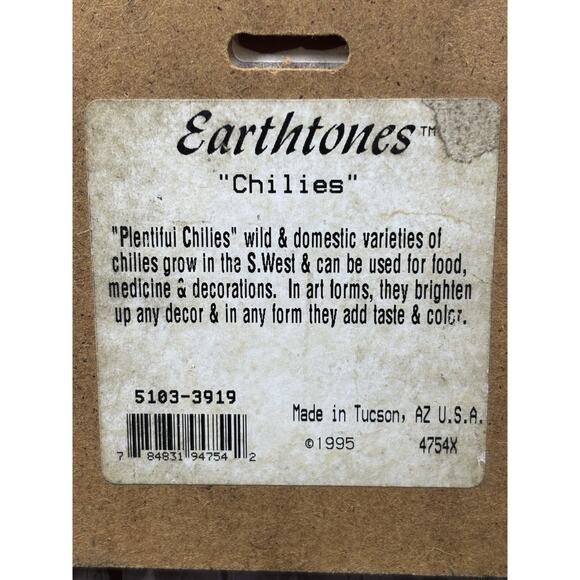 Earthtones™
"Chilies"
"Plentiful Chilies" wild & domestic varieties of
chilies grow in the S.West & can be used for food,
medicine & decorations. In art forms, they brighten
up any decor & in any form they add taste & color.
5103-3919
Made in Tucson, AZ U.S.A.
©1995 4754X
7 84831 94754 2